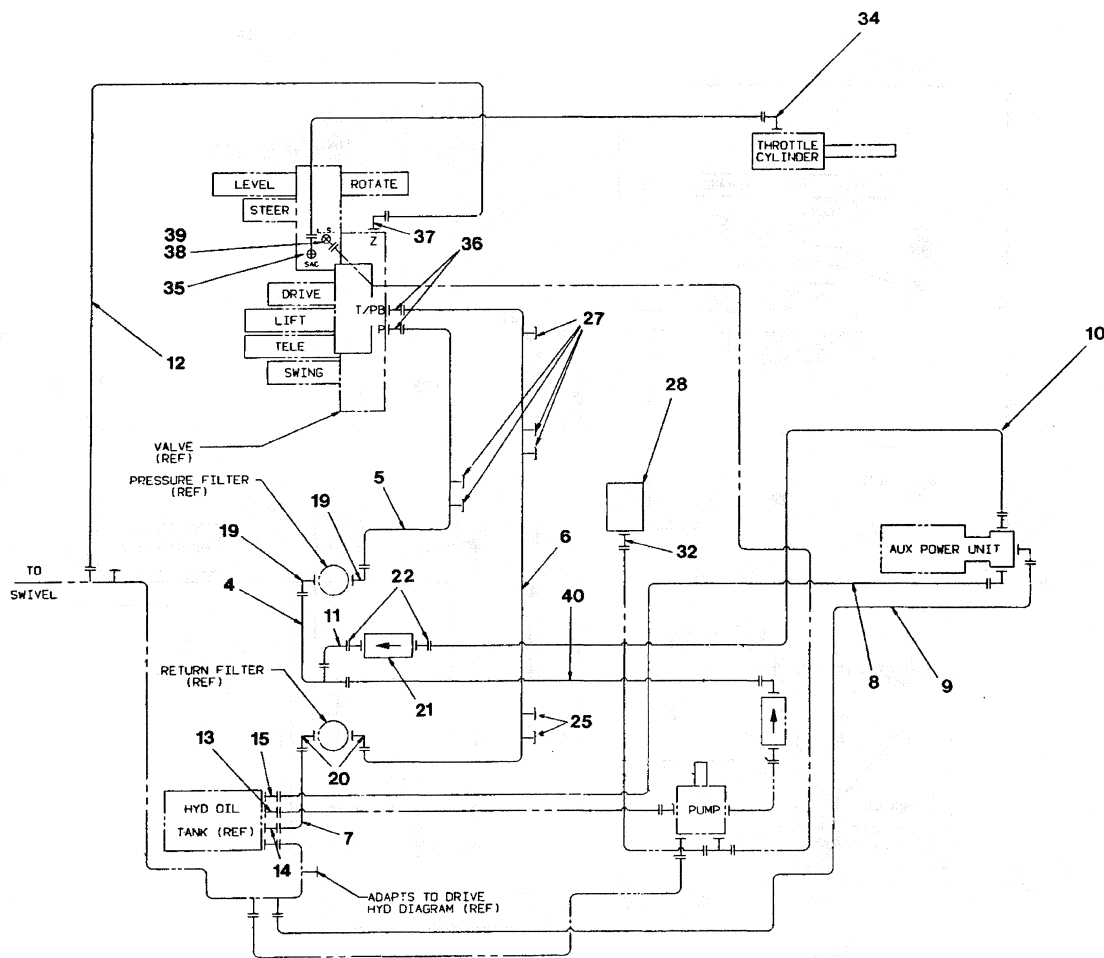 34
THROTTLE
CYLINDER
LEVEL
ROTATE
STEER
L.S.
39
38
Z
37
36
SAC
35
DRIVE
T/PB
LIFT
P
27
TELE
10
12
SWING
28
VALVE
(REF)
PRESSURE FILTER
(REF)
5
19
19
6
AUX POWER UNIT
32
TO
SWIVEL
22
4
40
11
8
9
RETURN FILTER
(REF)
21
25
15
13
20
HYD OIL
TANK (REF)
PUMP
7
14
ADAPTS TO DRIVE
HYD DIAGRAM (REF)